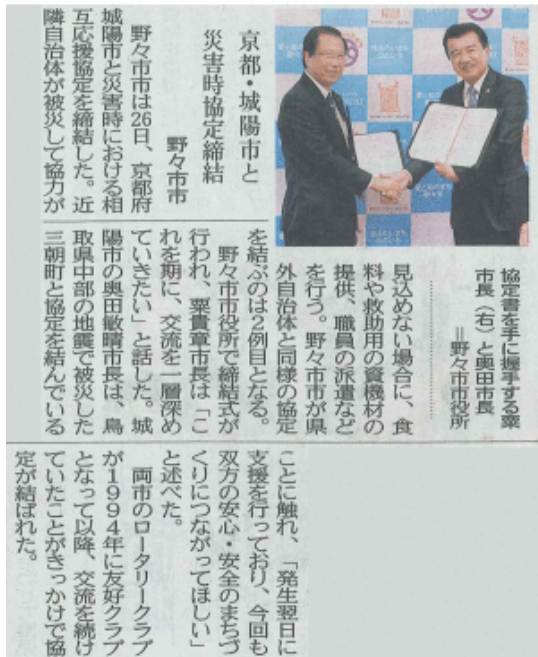 京都・城陽市と
災害時協定締結
野々市市
野々市市は26日、京都府
城陽市と災害時における相
互応援協定を締結した。近
隣自治体が被災して協力が
協定書を手に握手する粟
市長（右）と奥田市長
＝野々市市役所
見込めない場合に、食
料や救助用の資機材の
提供、職員の派遣など
を行う。野々市市が県
外自治体と同様の協定
を結ぶのは２例目となる。
野々市市役所で締結式が
行われ、粟貴章市長は「こ
れを期に、交流を一層深め
ていきたい」と話した。城
陽市の奥田敏晴市長は、鳥
取県中部の地震で被災した
三朝町と協定を結んでいる
ことに触れ、「発生翌日に
支援を行っており、今回も
双方の安心・安全のまちづ
くりにつながってほしい」
と述べた。
両市のロータリークラブ
が１９９４年に友好クラブ
となって以降、交流を続け
ていたことがきっかけで協
定が結ばれた。